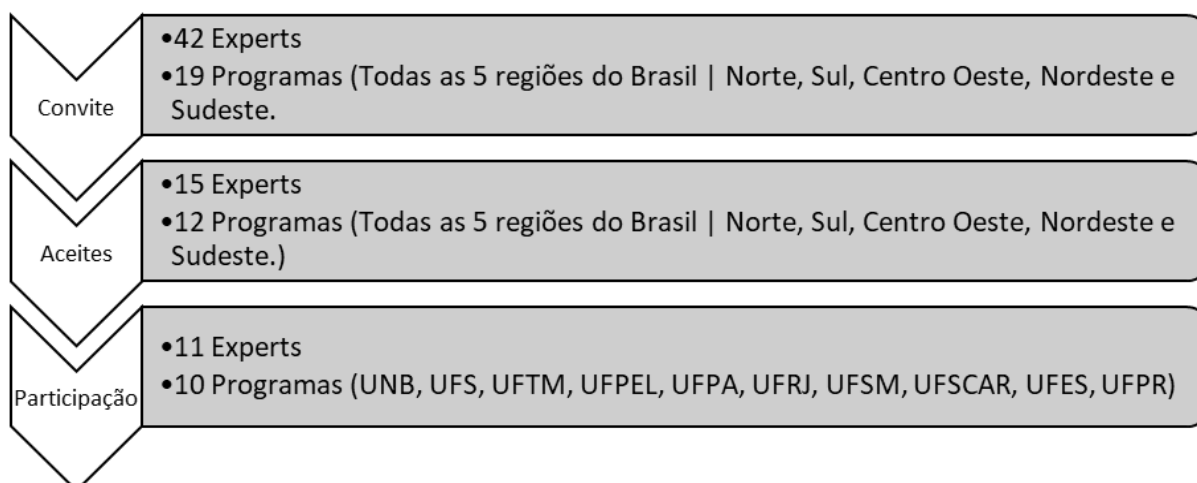 Convite
•42 Experts
•19 Programas (Todas as 5 regiões do Brasil | Norte, Sul, Centro Oeste, Nordeste e
Sudeste.
Aceites
•15 Experts
•12 Programas (Todas as 5 regiões do Brasil | Norte, Sul, Centro Oeste, Nordeste e
Sudeste.)
Participação
•11 Experts
•10 Programas (UNB, UFS, UFTM, UFPEL, UFPA, UFRJ, UFSM, UFSCAR, UFES, UFPR)